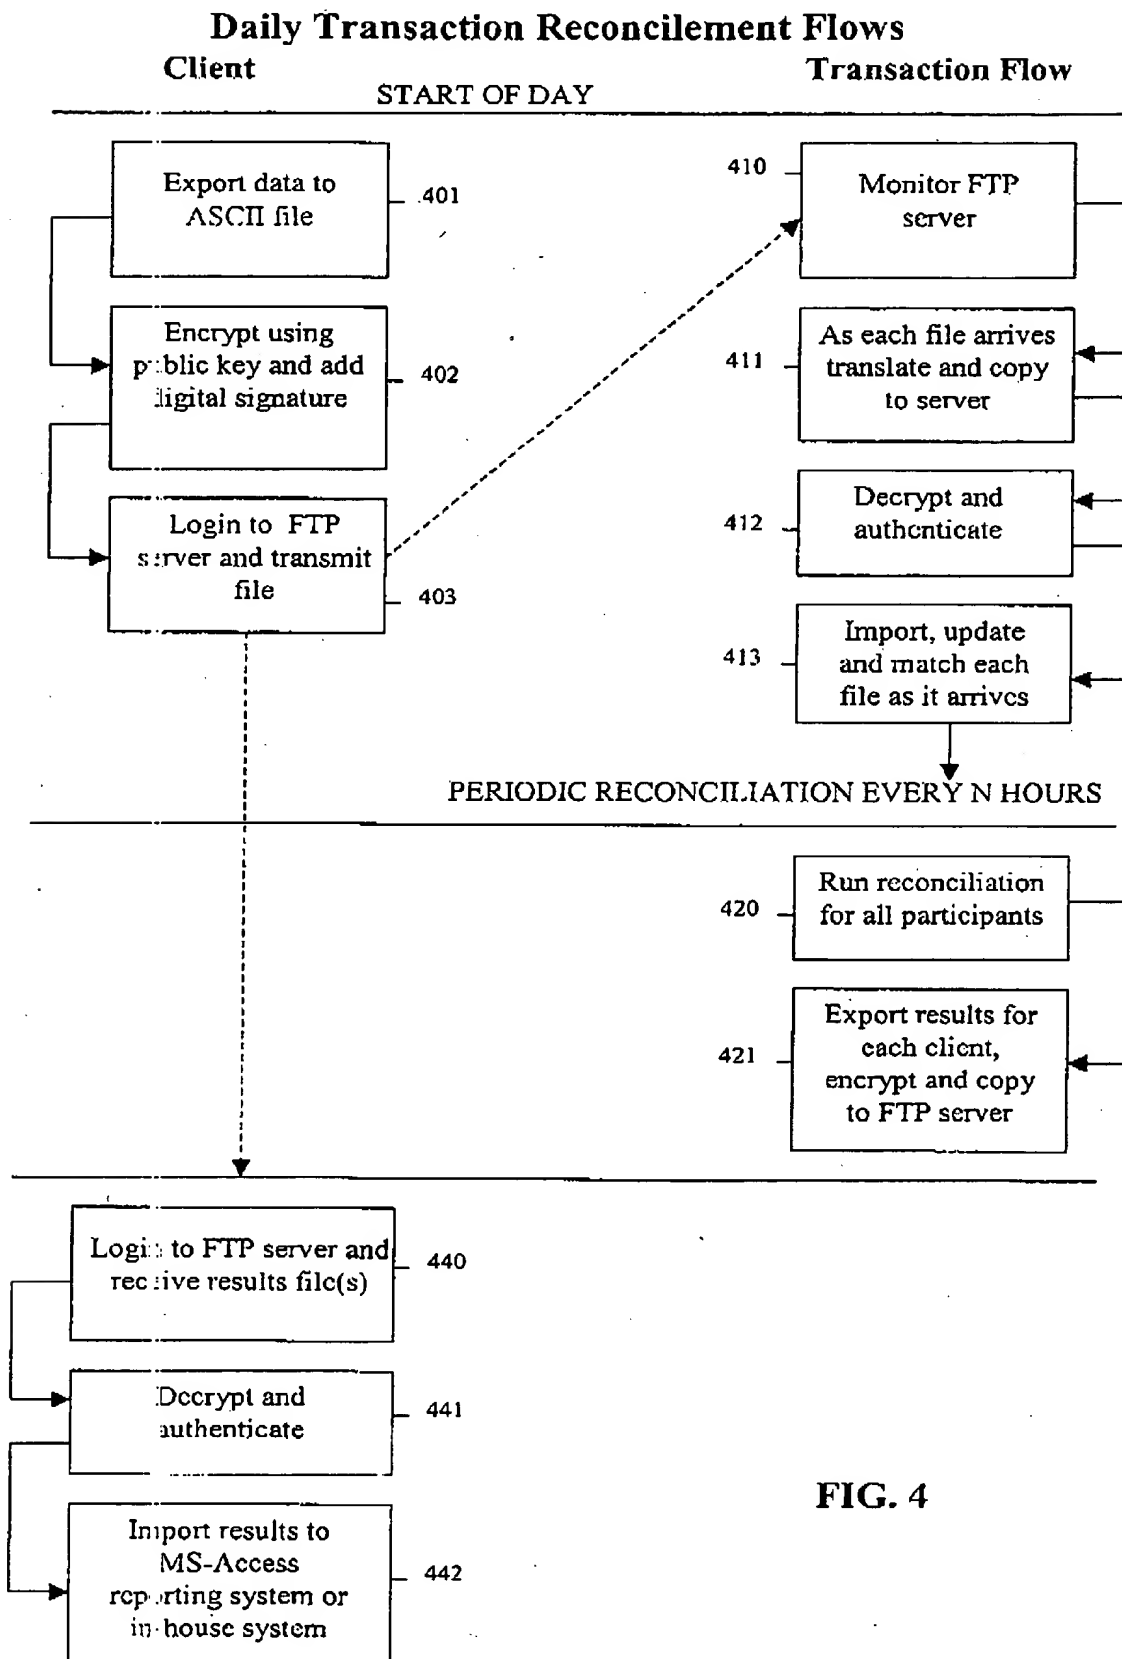 Daily Transaction Reconcilement Flows
Client
Transaction Flow
START OF DAY
Export data to
ASCII file
401
Encrypt using
public key and add
digital signature
402
Login to FTP
server and transmit
file
403
410
Monitor FTP
server
411
As each file arrives
translate and copy
to server
412
Decrypt and
authenticate
413
Import, update
and match each
file as it arrives
PERIODIC RECONCILIATION EVERY N HOURS
420
Run reconciliation
for all participants
421
Export results for
each client,
encrypt and copy
to FTP server
Login to FTP server and
receive results file(s)
440
Decrypt and
authenticate
441
Import results to
MS-Access
reporting system or
in-house system
442
FIG. 4